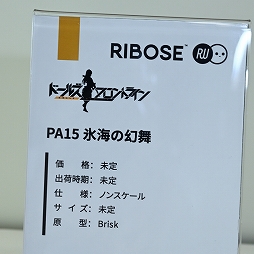 RIBOSE™ RU
ドールズフロントライン
PA15 氷海の幻舞
価　　格： 未定
出荷時期： 未定
仕　　様： ノンスケール
サ イ ズ： 未定
原　　型： Brisk